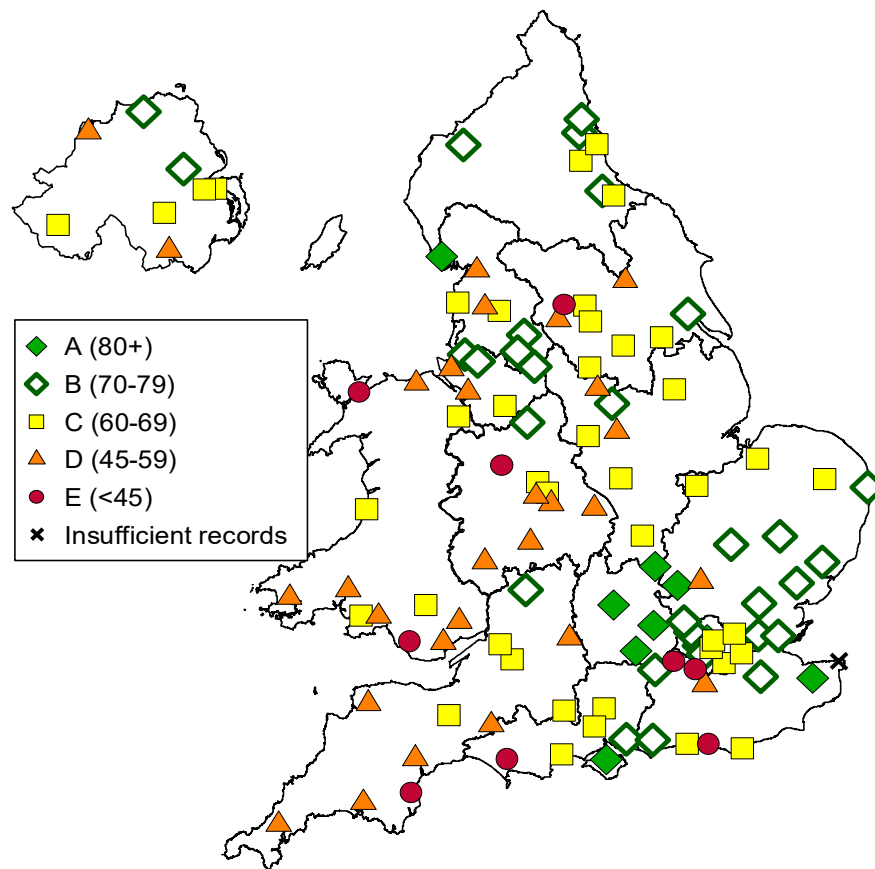 A (80+)
B (70-79)
C (60-69)
D (45-59)
E (<45)
Insufficient records